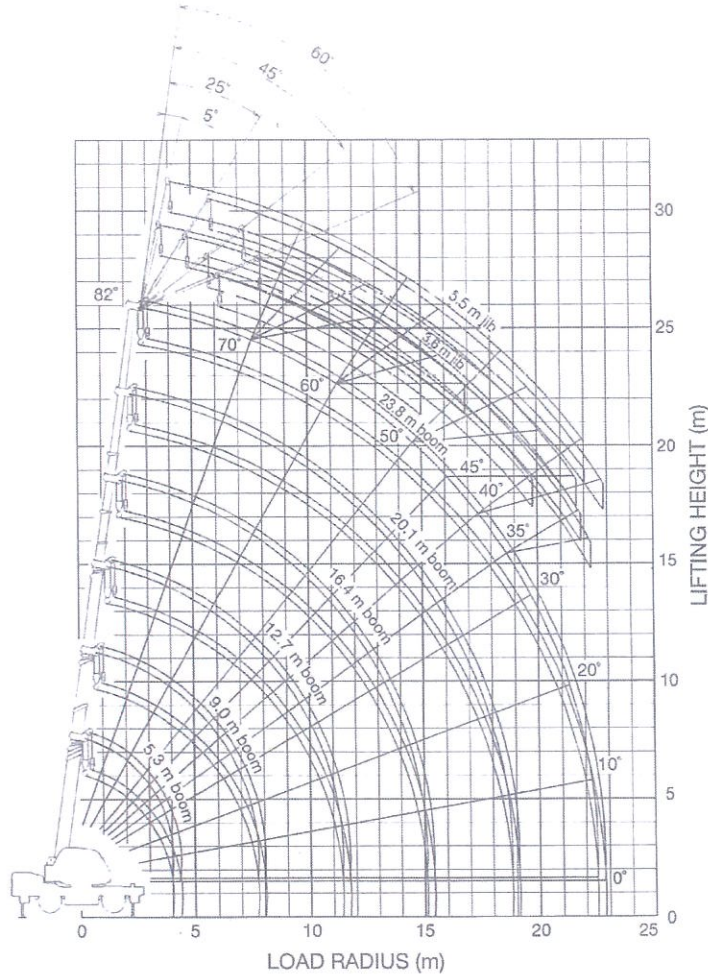 60°
45°
25°
5°
30
82°
5.5 m jib
70°
25
3.6 m jib
60°
23.8 m boom
50°
20
45°
40°
20.1 m boom
35°
16.4 m boom
15
30°
12.7 m boom
9.0 m boom
20°
10
5.3 m boom
10°
5
0°
0
0 5 10 15 20 25
LOAD RADIUS (m)
LIFTING HEIGHT (m)